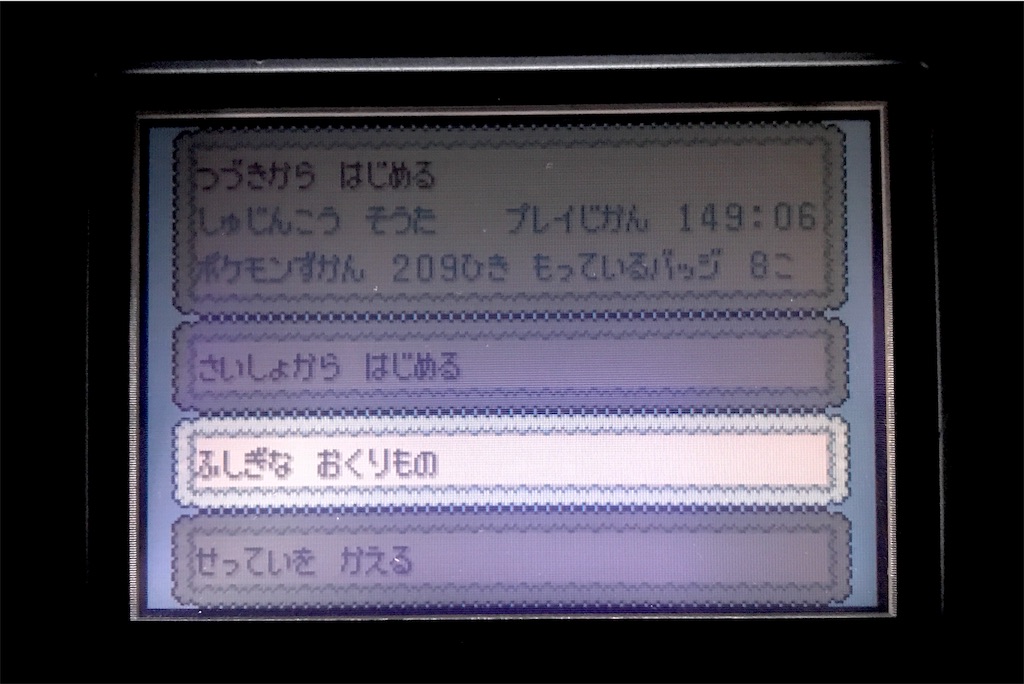 つづきから はじめる
しゅじんこう そうた プレイじかん 149:06
ポケモンずかん 209ひき もっているバッジ 8こ
さいしょから はじめる
ふしぎな おくりもの
せっていを かえる